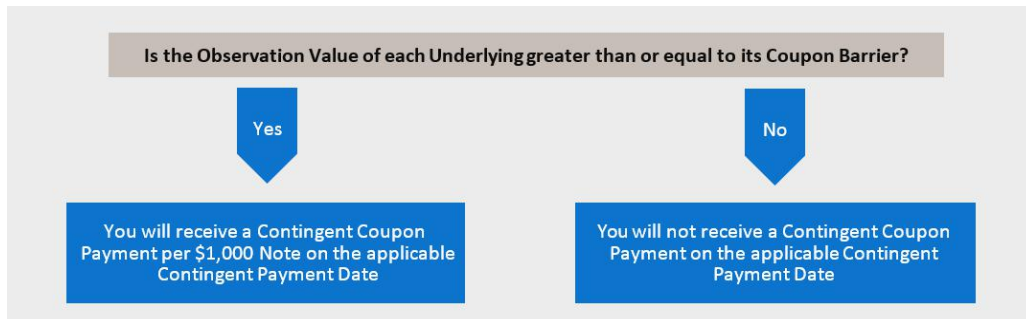 Is the Observation Value of each Underlying greater than or equal to its Coupon Barrier?
Yes
No
You will receive a Contingent Coupon
Payment per $1,000 Note on the applicable
Contingent Payment Date
You will not receive a Contingent Coupon
Payment on the applicable Contingent
Payment Date